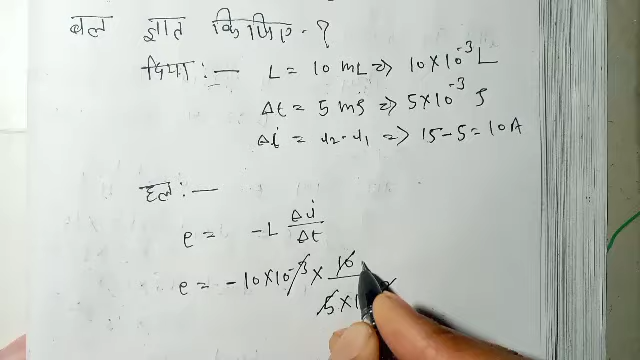 बल ज्ञात किजिए.?
दिया :— L = 10 mL => 10×10⁻³ L
Δt = 5 mS => 5×10⁻³ S
Δi = i₂-i₁ => 15-5=10A
हल :—
e = -L Δi/Δt
e = -10×10⁻³ × 10/5×1